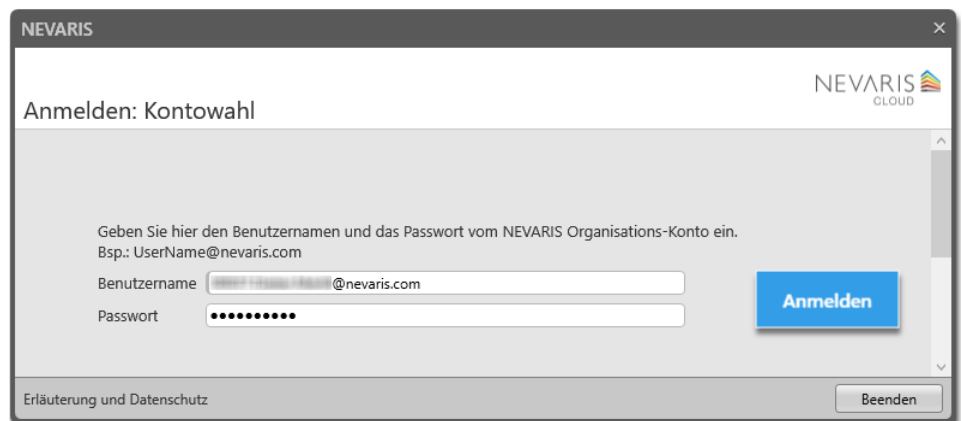 NEVARIS
NEVARIS
CLOUD
Anmelden: Kontowahl
Geben Sie hier den Benutzernamen und das Passwort vom NEVARIS Organisations-Konto ein.
Bsp.: UserName@nevaris.com
Benutzername @nevaris.com
Passwort ●●●●●●●●●●
Anmelden
Erläuterung und Datenschutz
Beenden